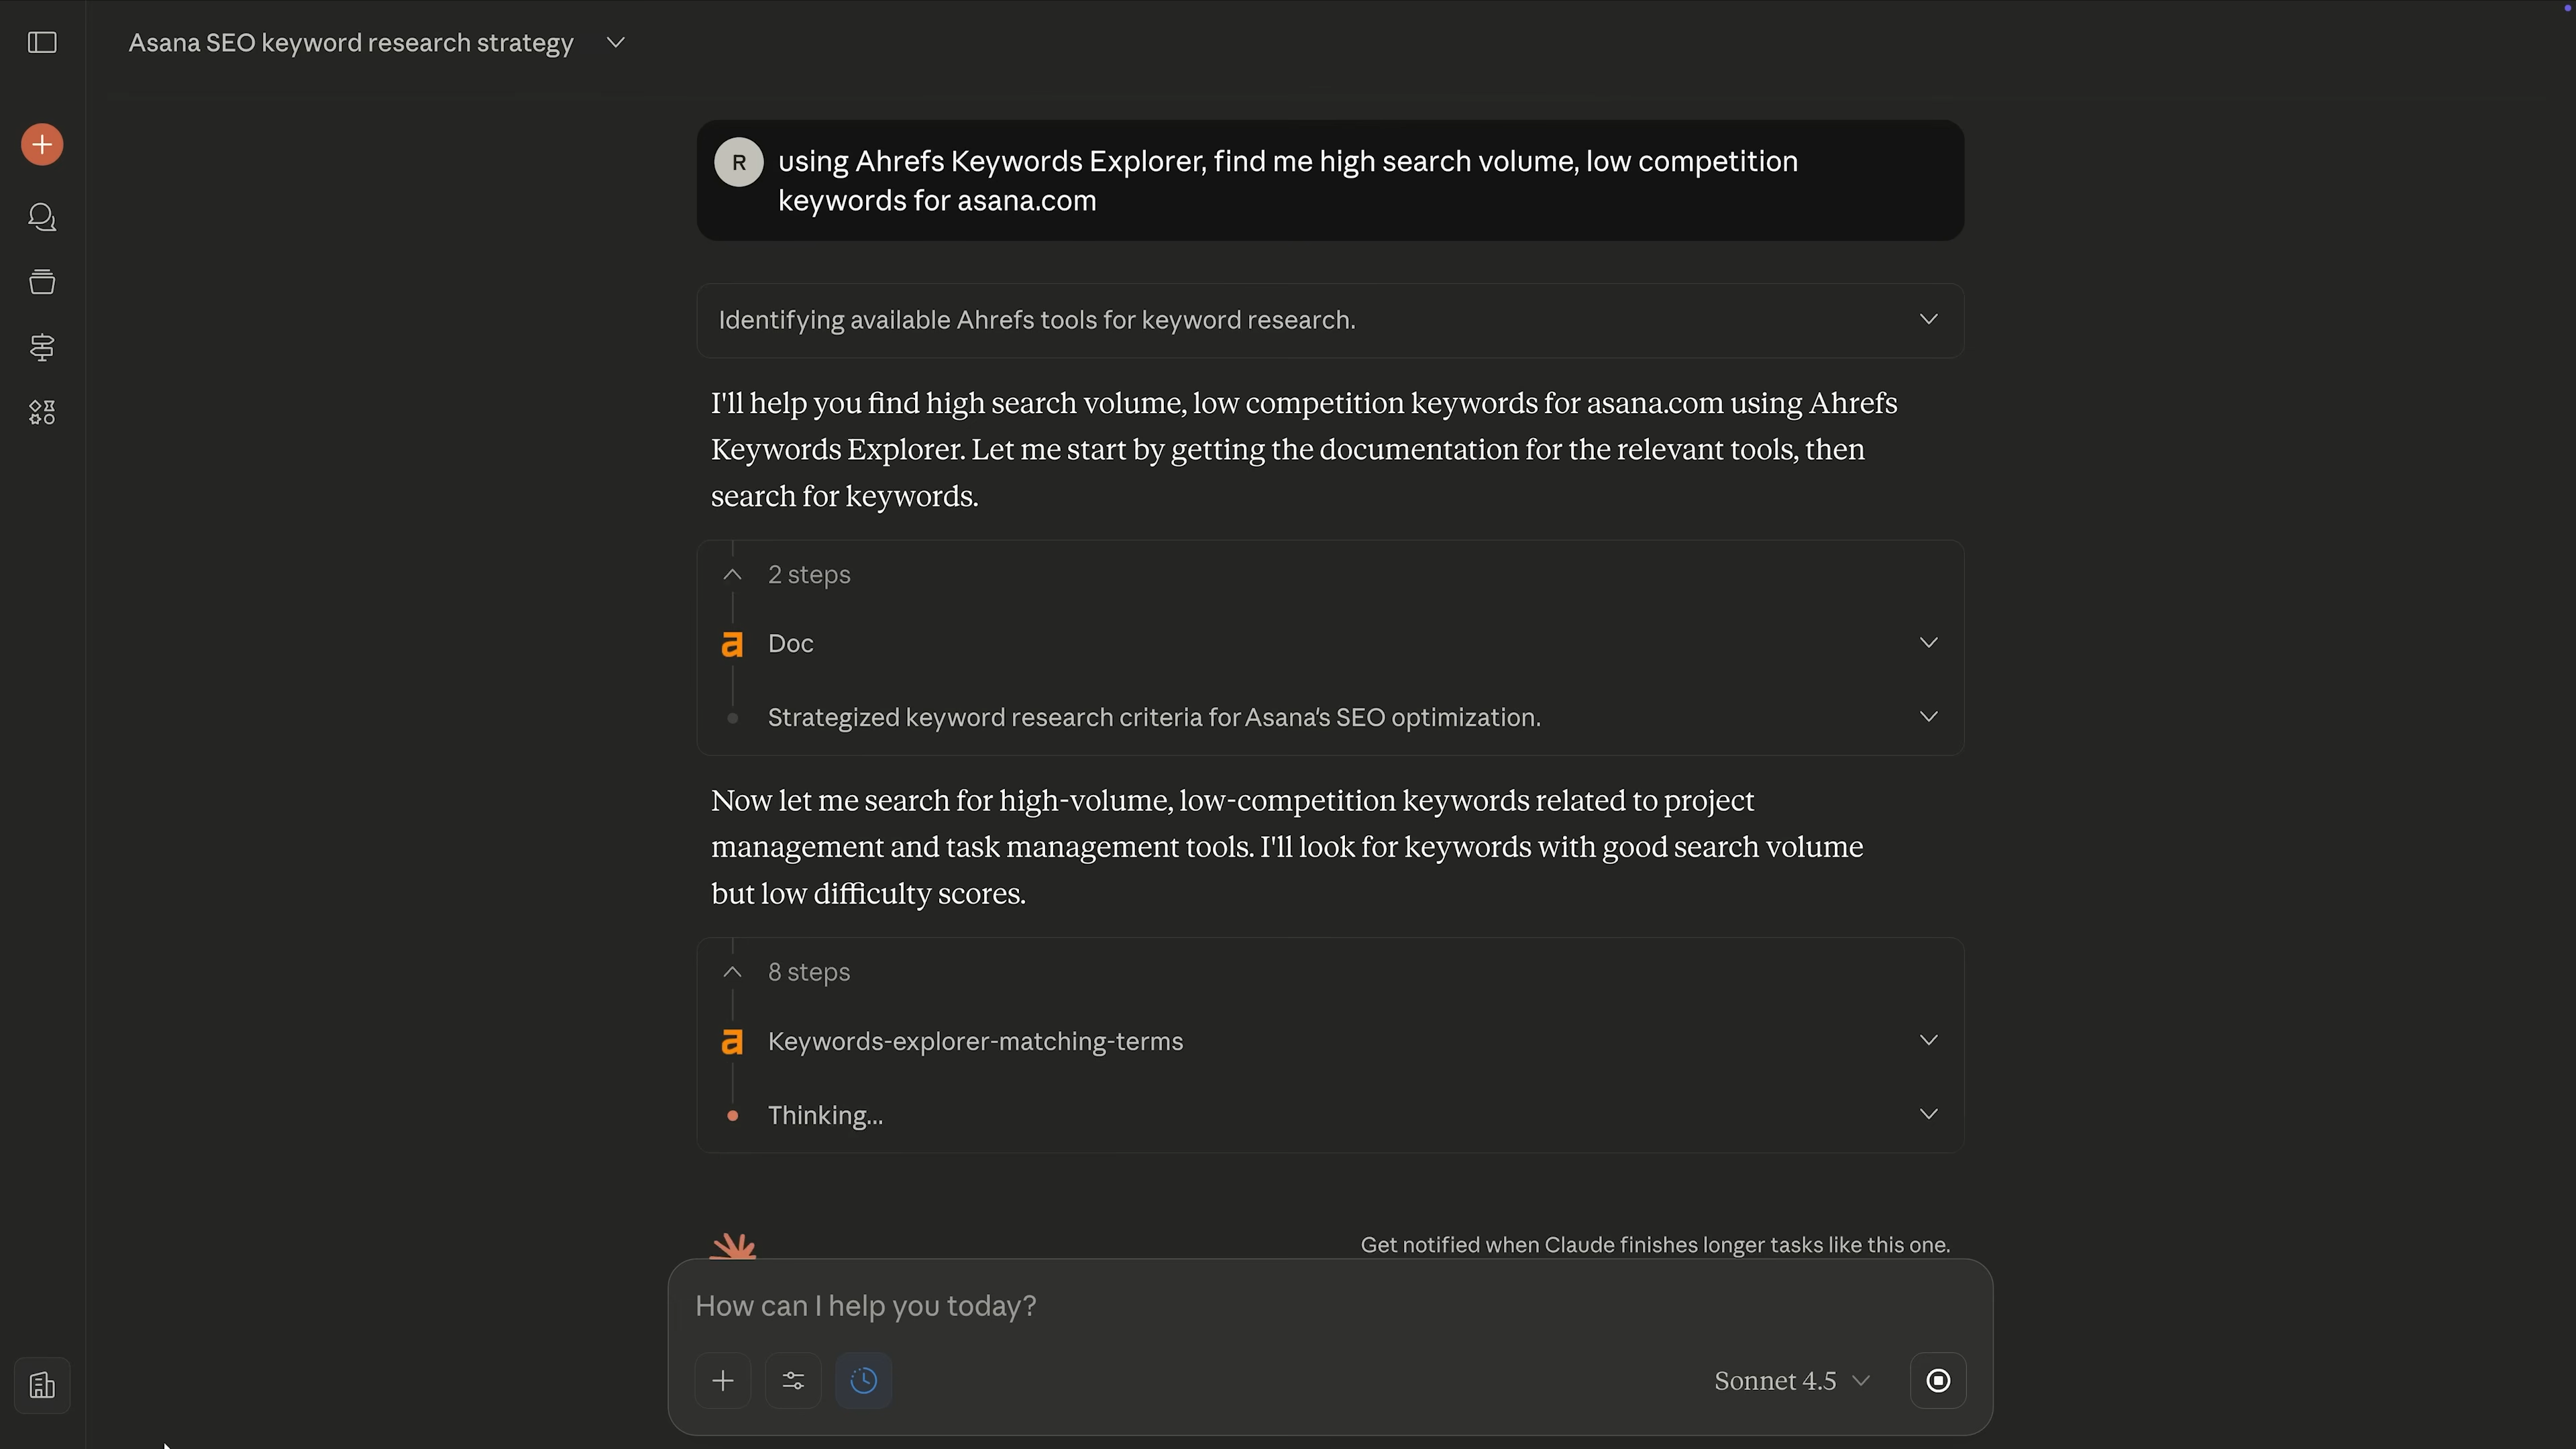 Asana SEO keyword research strategy
R
using Ahrefs Keywords Explorer, find me high search volume, low competition
keywords for asana.com
Identifying available Ahrefs tools for keyword research.
I'll help you find high search volume, low competition keywords for asana.com using Ahrefs
Keywords Explorer. Let me start by getting the documentation for the relevant tools, then
search for keywords.
2 steps
a Doc
Strategized keyword research criteria for Asana's SEO optimization.
Now let me search for high-volume, low-competition keywords related to project
management and task management tools. I'll look for keywords with good search volume
but low difficulty scores.
8 steps
a Keywords-explorer-matching-terms
Thinking...
Get notified when Claude finishes longer tasks like this one.
How can I help you today?
Sonnet 4.5